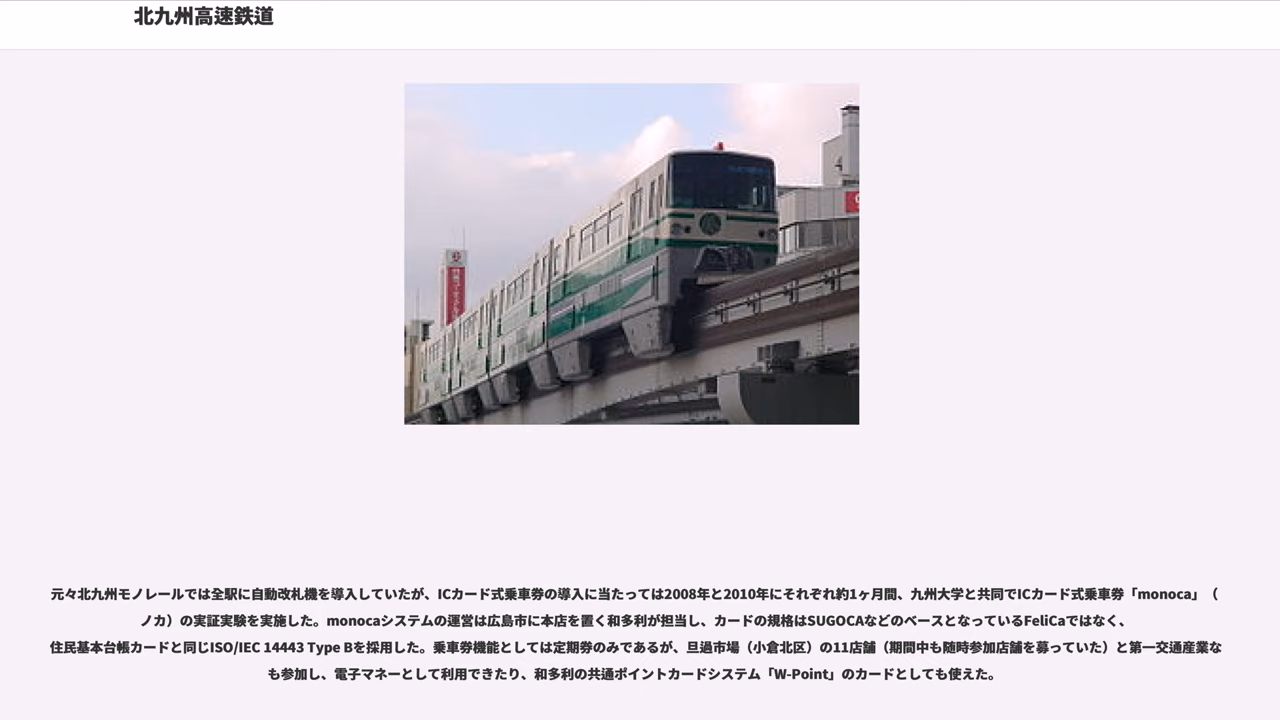 北九州高速鉄道
元々北九州モノレールでは全駅に自動改札機を導入していたが、ICカード式乗車券の導入に当たっては2008年と2010年にそれぞれ約1ヶ月間、九州大学と共同でICカード式乗車券「monoca」（
ノカ）の実証実験を実施した。monocaシステムの運営は広島市に本店を置く和多利が担当し、カードの規格はSUGOCAなどのベースとなっているFeliCaではなく、
住民基本台帳カードと同じISO/IEC 14443 Type Bを採用した。乗車券機能としては定期券のみであるが、旦過市場（小倉北区）の11店舗（期間中も随時参加店舗を募っていた）と第一交通産業な
も参加し、電子マネーとして利用できたり、和多利の共通ポイントカードシステム「W-Point」のカードとしても使えた。